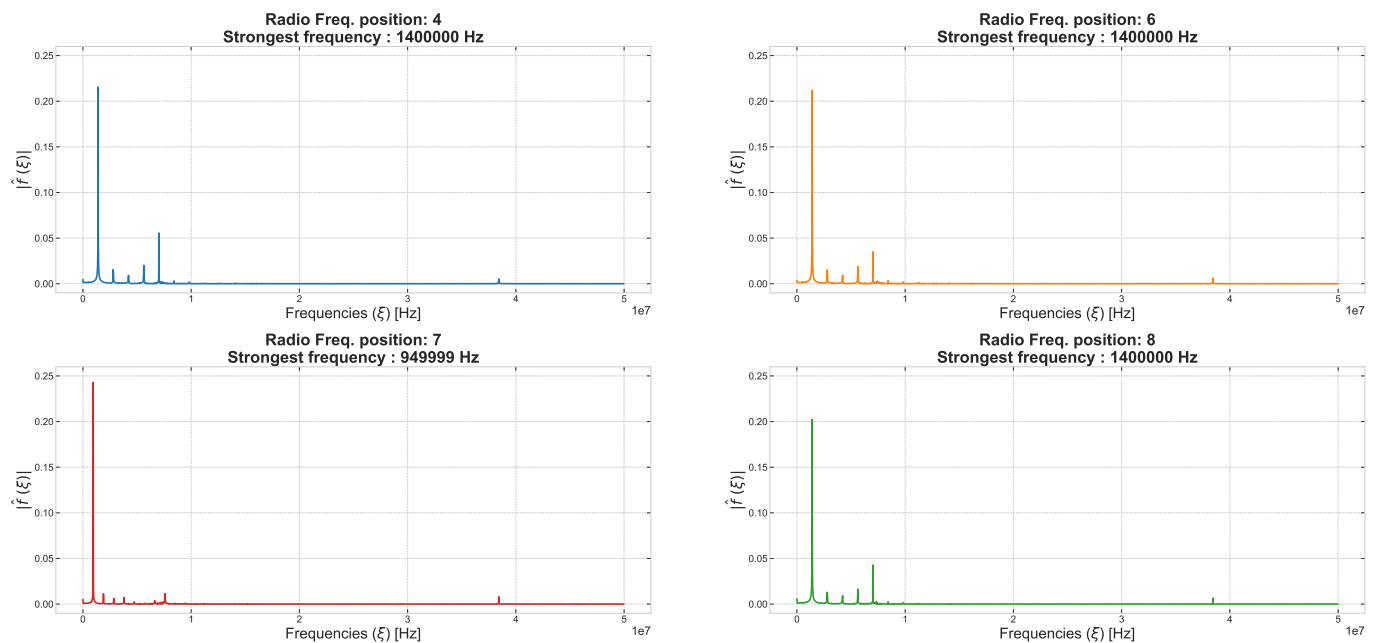 Radio Freq. position: 4
Strongest frequency : 1400000 Hz
0.25
0.20
0.15
0.10
0.05
0.00
|f̂ (ξ)|
0
1
2
3
4
5
1e7
Frequencies (ξ) [Hz]
Radio Freq. position: 6
Strongest frequency : 1400000 Hz
0.25
0.20
0.15
0.10
0.05
0.00
|f̂ (ξ)|
0
1
2
3
4
5
1e7
Frequencies (ξ) [Hz]
Radio Freq. position: 7
Strongest frequency : 949999 Hz
0.25
0.20
0.15
0.10
0.05
0.00
|f̂ (ξ)|
0
1
2
3
4
5
1e7
Frequencies (ξ) [Hz]
Radio Freq. position: 8
Strongest frequency : 1400000 Hz
0.25
0.20
0.15
0.10
0.05
0.00
|f̂ (ξ)|
0
1
2
3
4
5
1e7
Frequencies (ξ) [Hz]